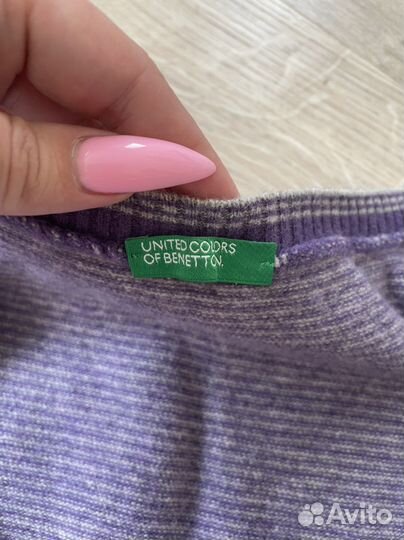 UNITED COLORS
OF BENETTON.
Avito